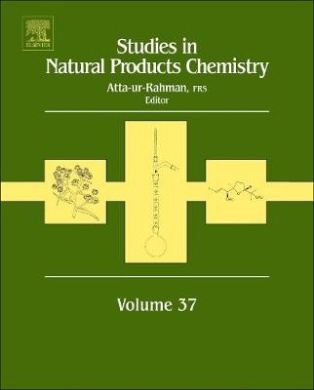 ELSEVIER
Studies in
Natural Products Chemistry
Atta-ur-Rahman, FRS
Editor
Volume 37